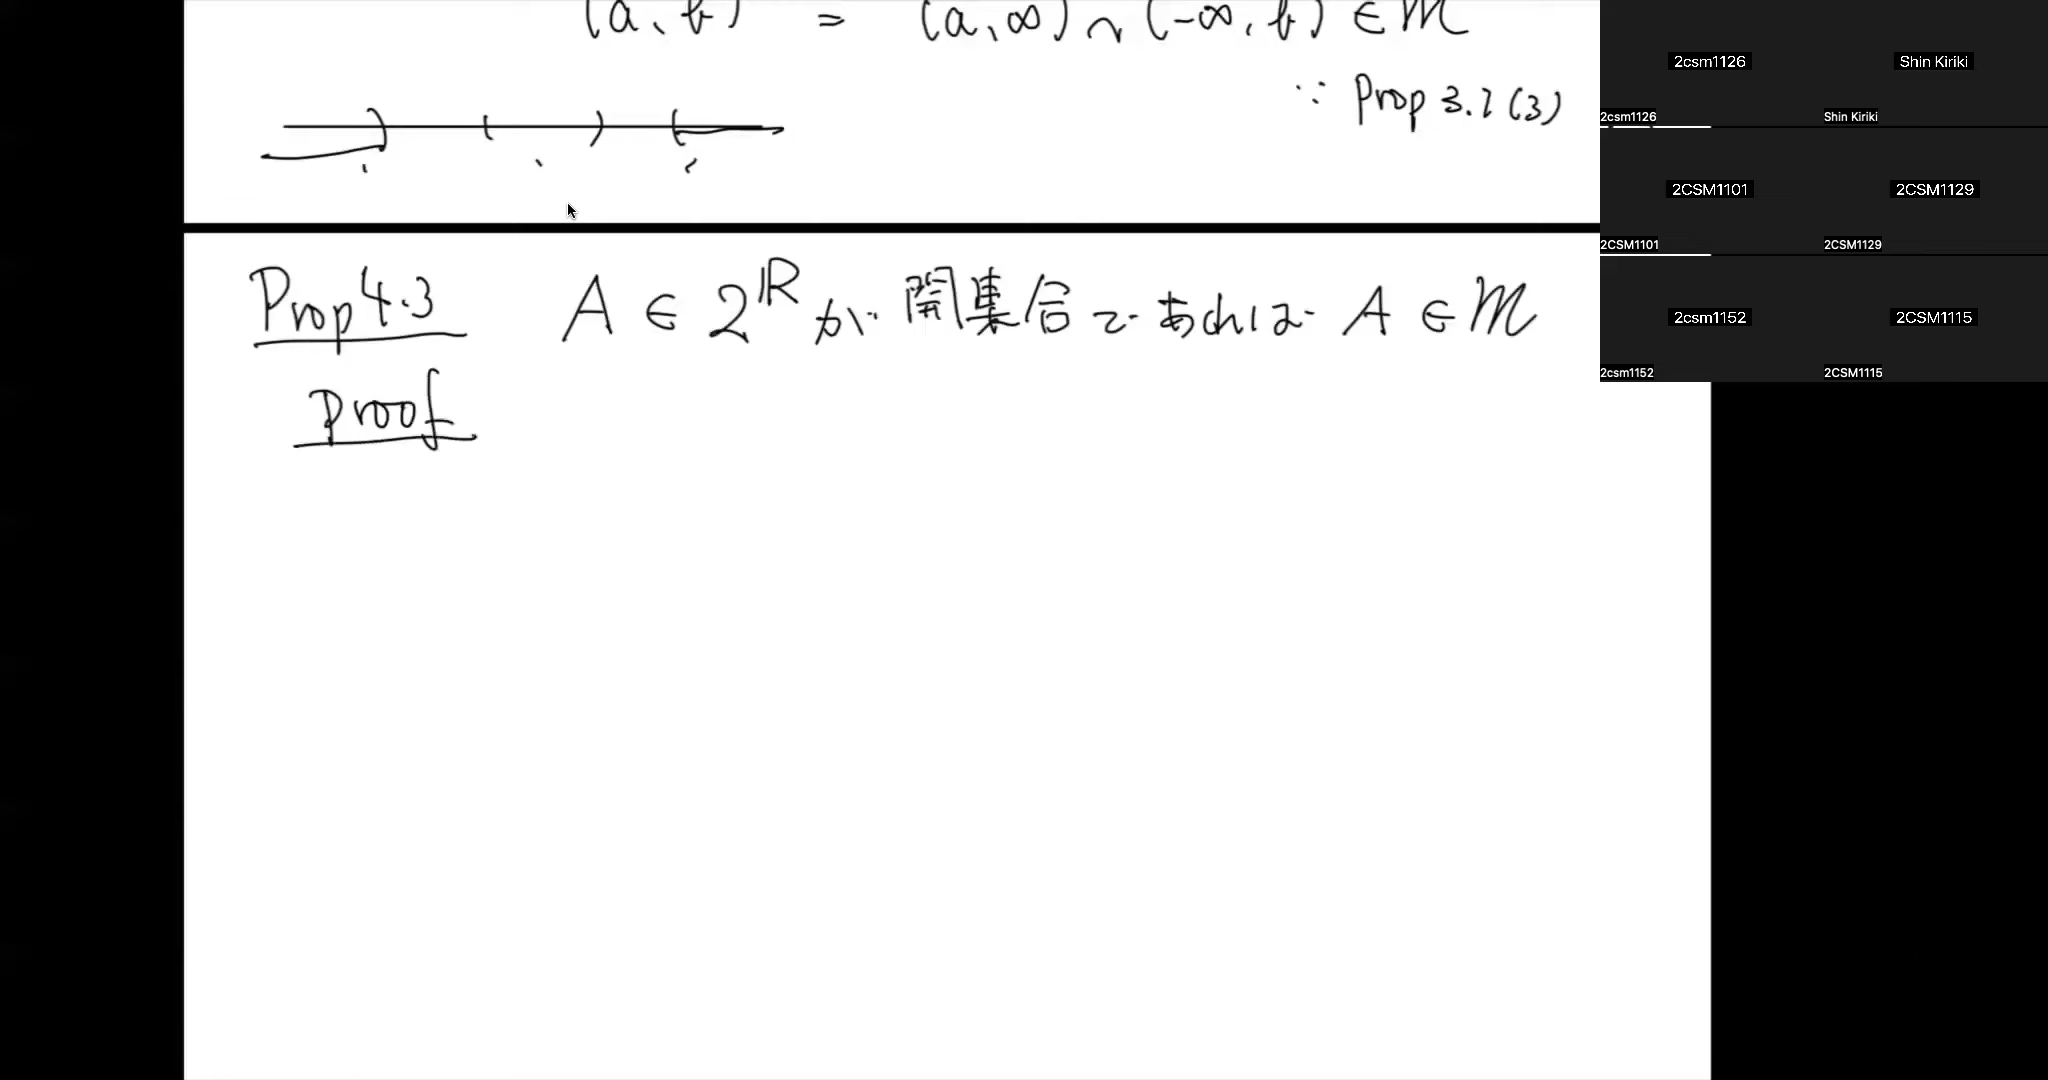 (a, b) = (a, ∞) ∩ (-∞, b) ∈ M
∵ Prop 3.2 (3)
Prop 4.3 A ∈ 2^ℝ が 開集合 で あれば A ∈ M
Proof
2csm1126
Shin Kiriki
2csm1126
Shin Kiriki
2CSM1101
2CSM1129
2CSM1101
2CSM1129
2csm1152
2CSM1115
2csm1152
2CSM1115